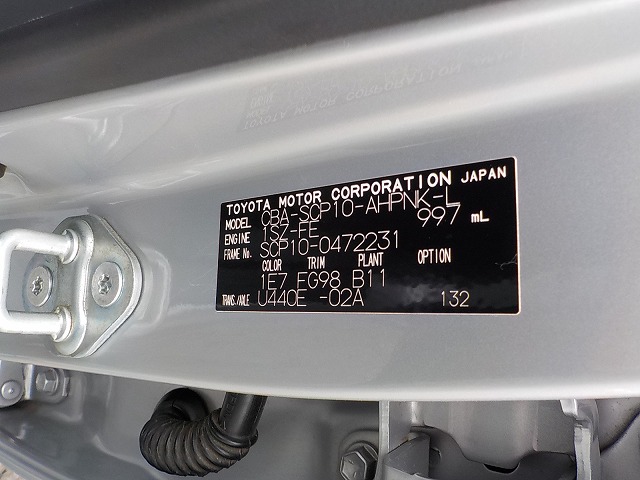 TOYOTA MOTOR CORPORATION JAPAN
MODEL CBA-SCP10-AHPNK-L
ENGINE 1SZ-FE 997 mL
FRAME No. SCP10-0472231
COLOR TRIM PLANT OPTION
1E7 FG98 B11
TRANS./AXLE U440E -02A 132